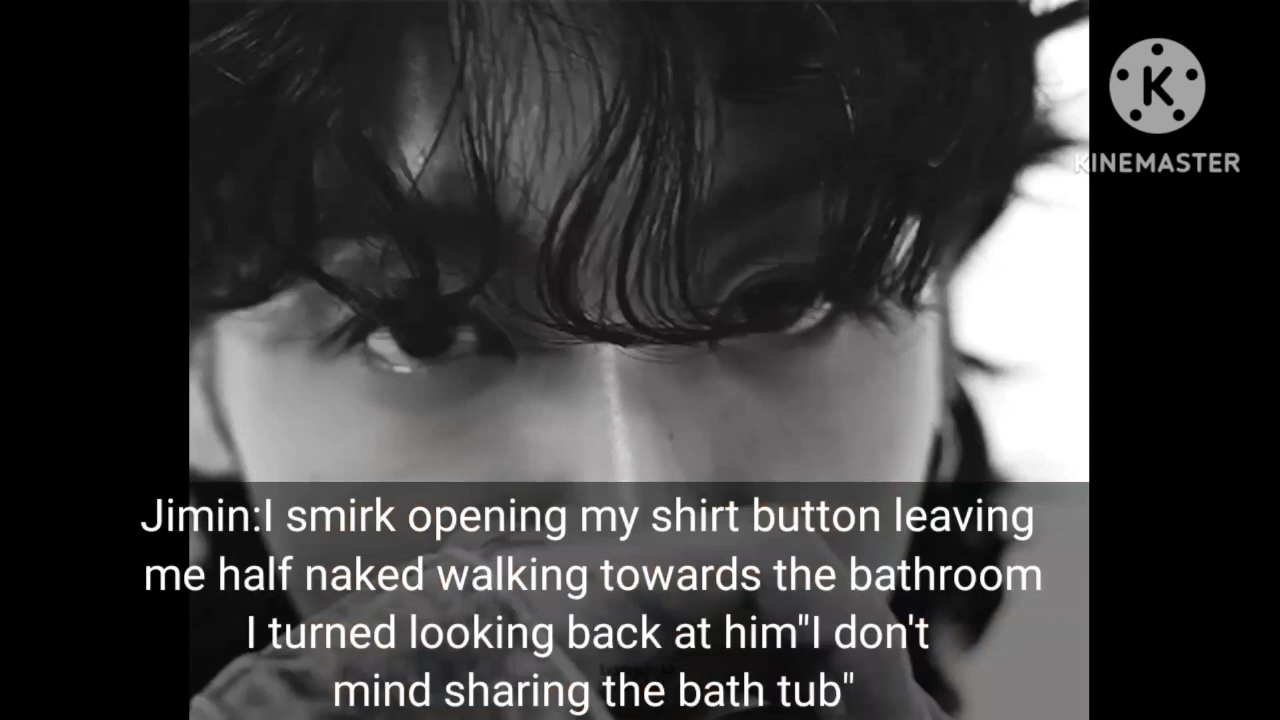 KINEMASTER
Jimin:I smirk opening my shirt button leaving
me half naked walking towards the bathroom
I turned looking back at him"I don't
mind sharing the bath tub"